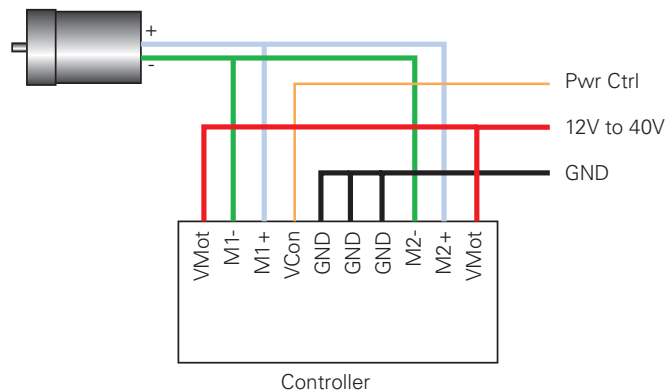 +
-
Pwr Ctrl
12V to 40V
GND
VMot
M1-
M1+
VCon
GND
GND
GND
M2-
M2+
VMot
Controller